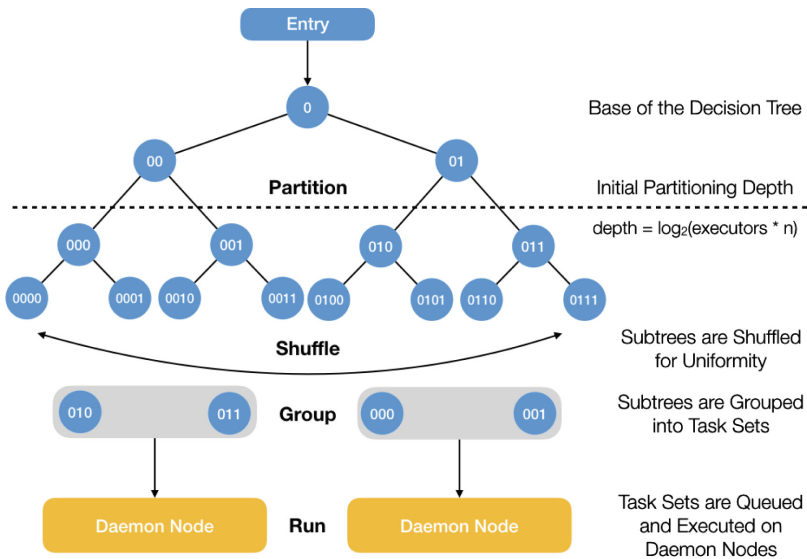 Entry
0
Base of the Decision Tree
00
01
Partition
Initial Partitioning Depth
depth = log₂(executors * n)
000
001
010
011
0000
0001
0010
0011
0100
0101
0110
0111
Shuffle
Subtrees are Shuffled
for Uniformity
010
011
Group
000
001
Subtrees are Grouped
into Task Sets
Daemon Node
Run
Daemon Node
Task Sets are Queued
and Executed on
Daemon Nodes